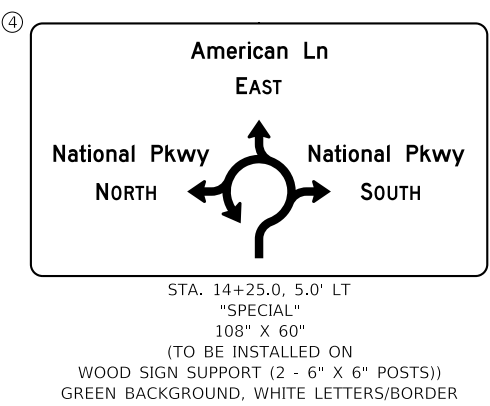 ④
American Ln
EAST
National Pkwy National Pkwy
NORTH SOUTH
STA. 14+25.0, 5.0' LT
"SPECIAL"
108" X 60"
(TO BE INSTALLED ON
WOOD SIGN SUPPORT (2 - 6" X 6" POSTS))
GREEN BACKGROUND, WHITE LETTERS/BORDER